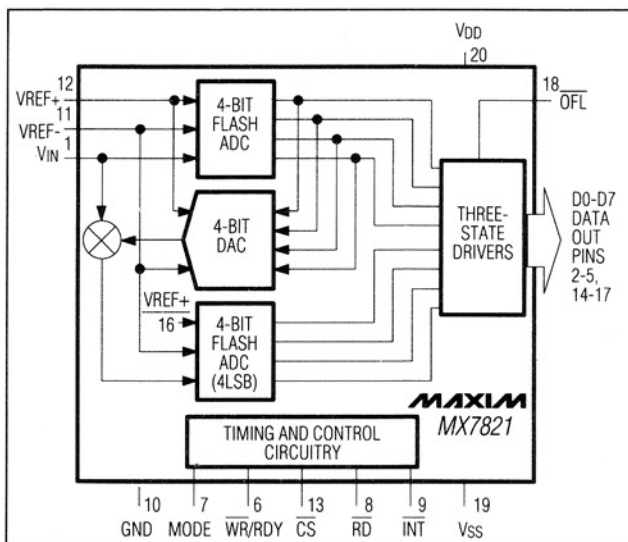 VDD
20
12
VREF+
11
VREF-
VIN 1
18 OFL
4-BIT
FLASH
ADC
4-BIT
DAC
THREE-
STATE
DRIVERS
D0-D7
DATA
OUT
PINS
2-5,
14-17
VREF+
16
4-BIT
FLASH
ADC
(4LSB)
MAXIM
MX7821
TIMING AND CONTROL
CIRCUITRY
10 7 6 13 8 9 19
GND MODE WR/RDY CS RD INT VSS